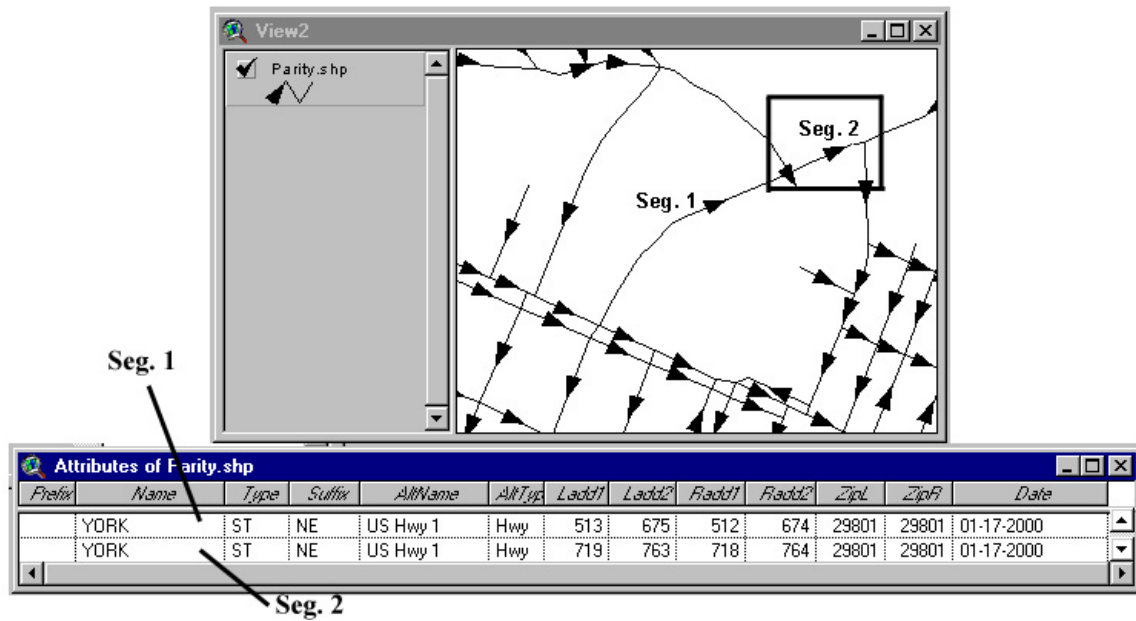 View2
Parity.shp
Seg. 2
Seg. 1
Seg. 1
Attributes of Parity.shp
Prefix Name Type Suffix AltName AltTyp Ladd1 Ladd2 Radd1 Radd2 ZipL ZipR Date
YORK ST NE US Hwy 1 Hwy 513 675 512 674 29801 29801 01-17-2000
YORK ST NE US Hwy 1 Hwy 719 763 718 764 29801 29801 01-17-2000
Seg. 2